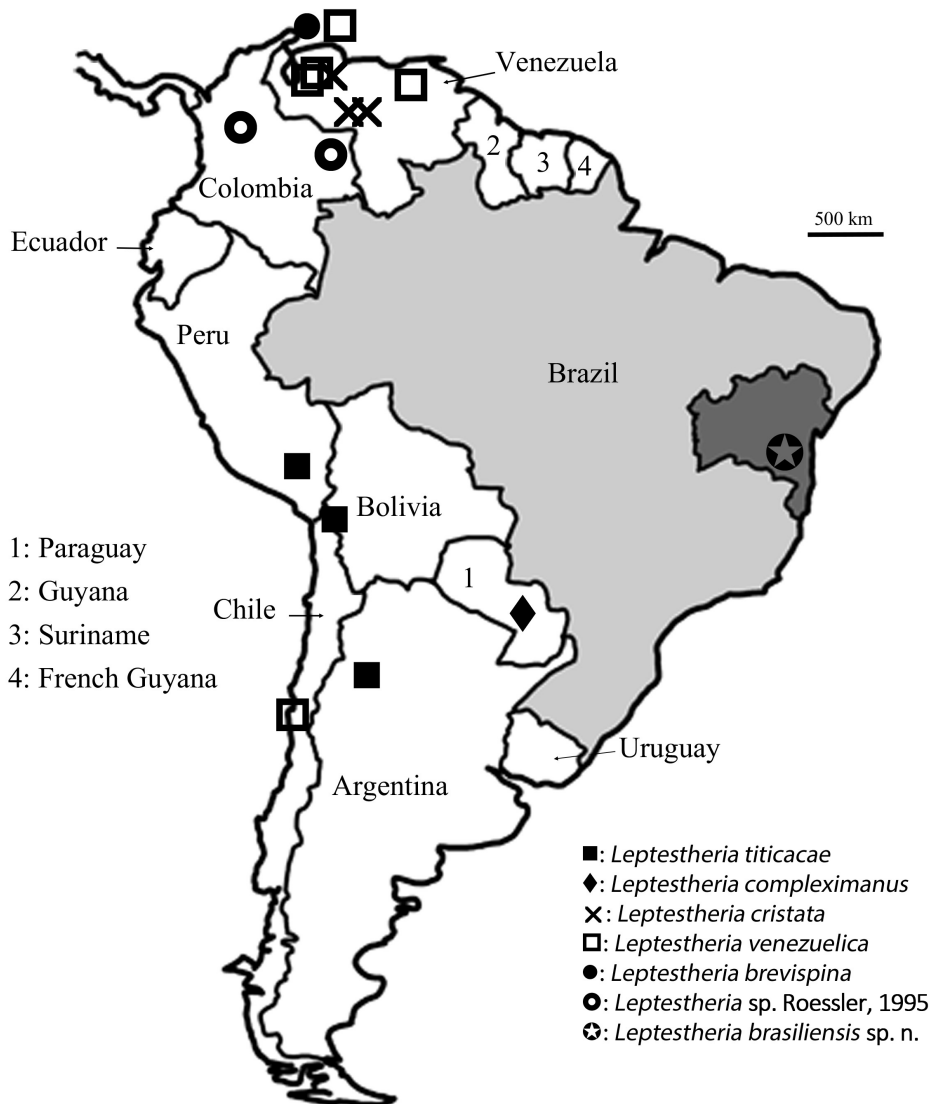 Venezuela
2
3
4
Colombia
500 km
Ecuador
Peru
Brazil
Bolivia
1: Paraguay
1
2: Guyana
Chile
3: Suriname
4: French Guyana
Uruguay
Argentina
■: Leptestheria titicacae
♦: Leptestheria compleximanus
×: Leptestheria cristata
□: Leptestheria venezuelica
●: Leptestheria brevispina
○: Leptestheria sp. Roessler, 1995
✪: Leptestheria brasiliensis sp. n.